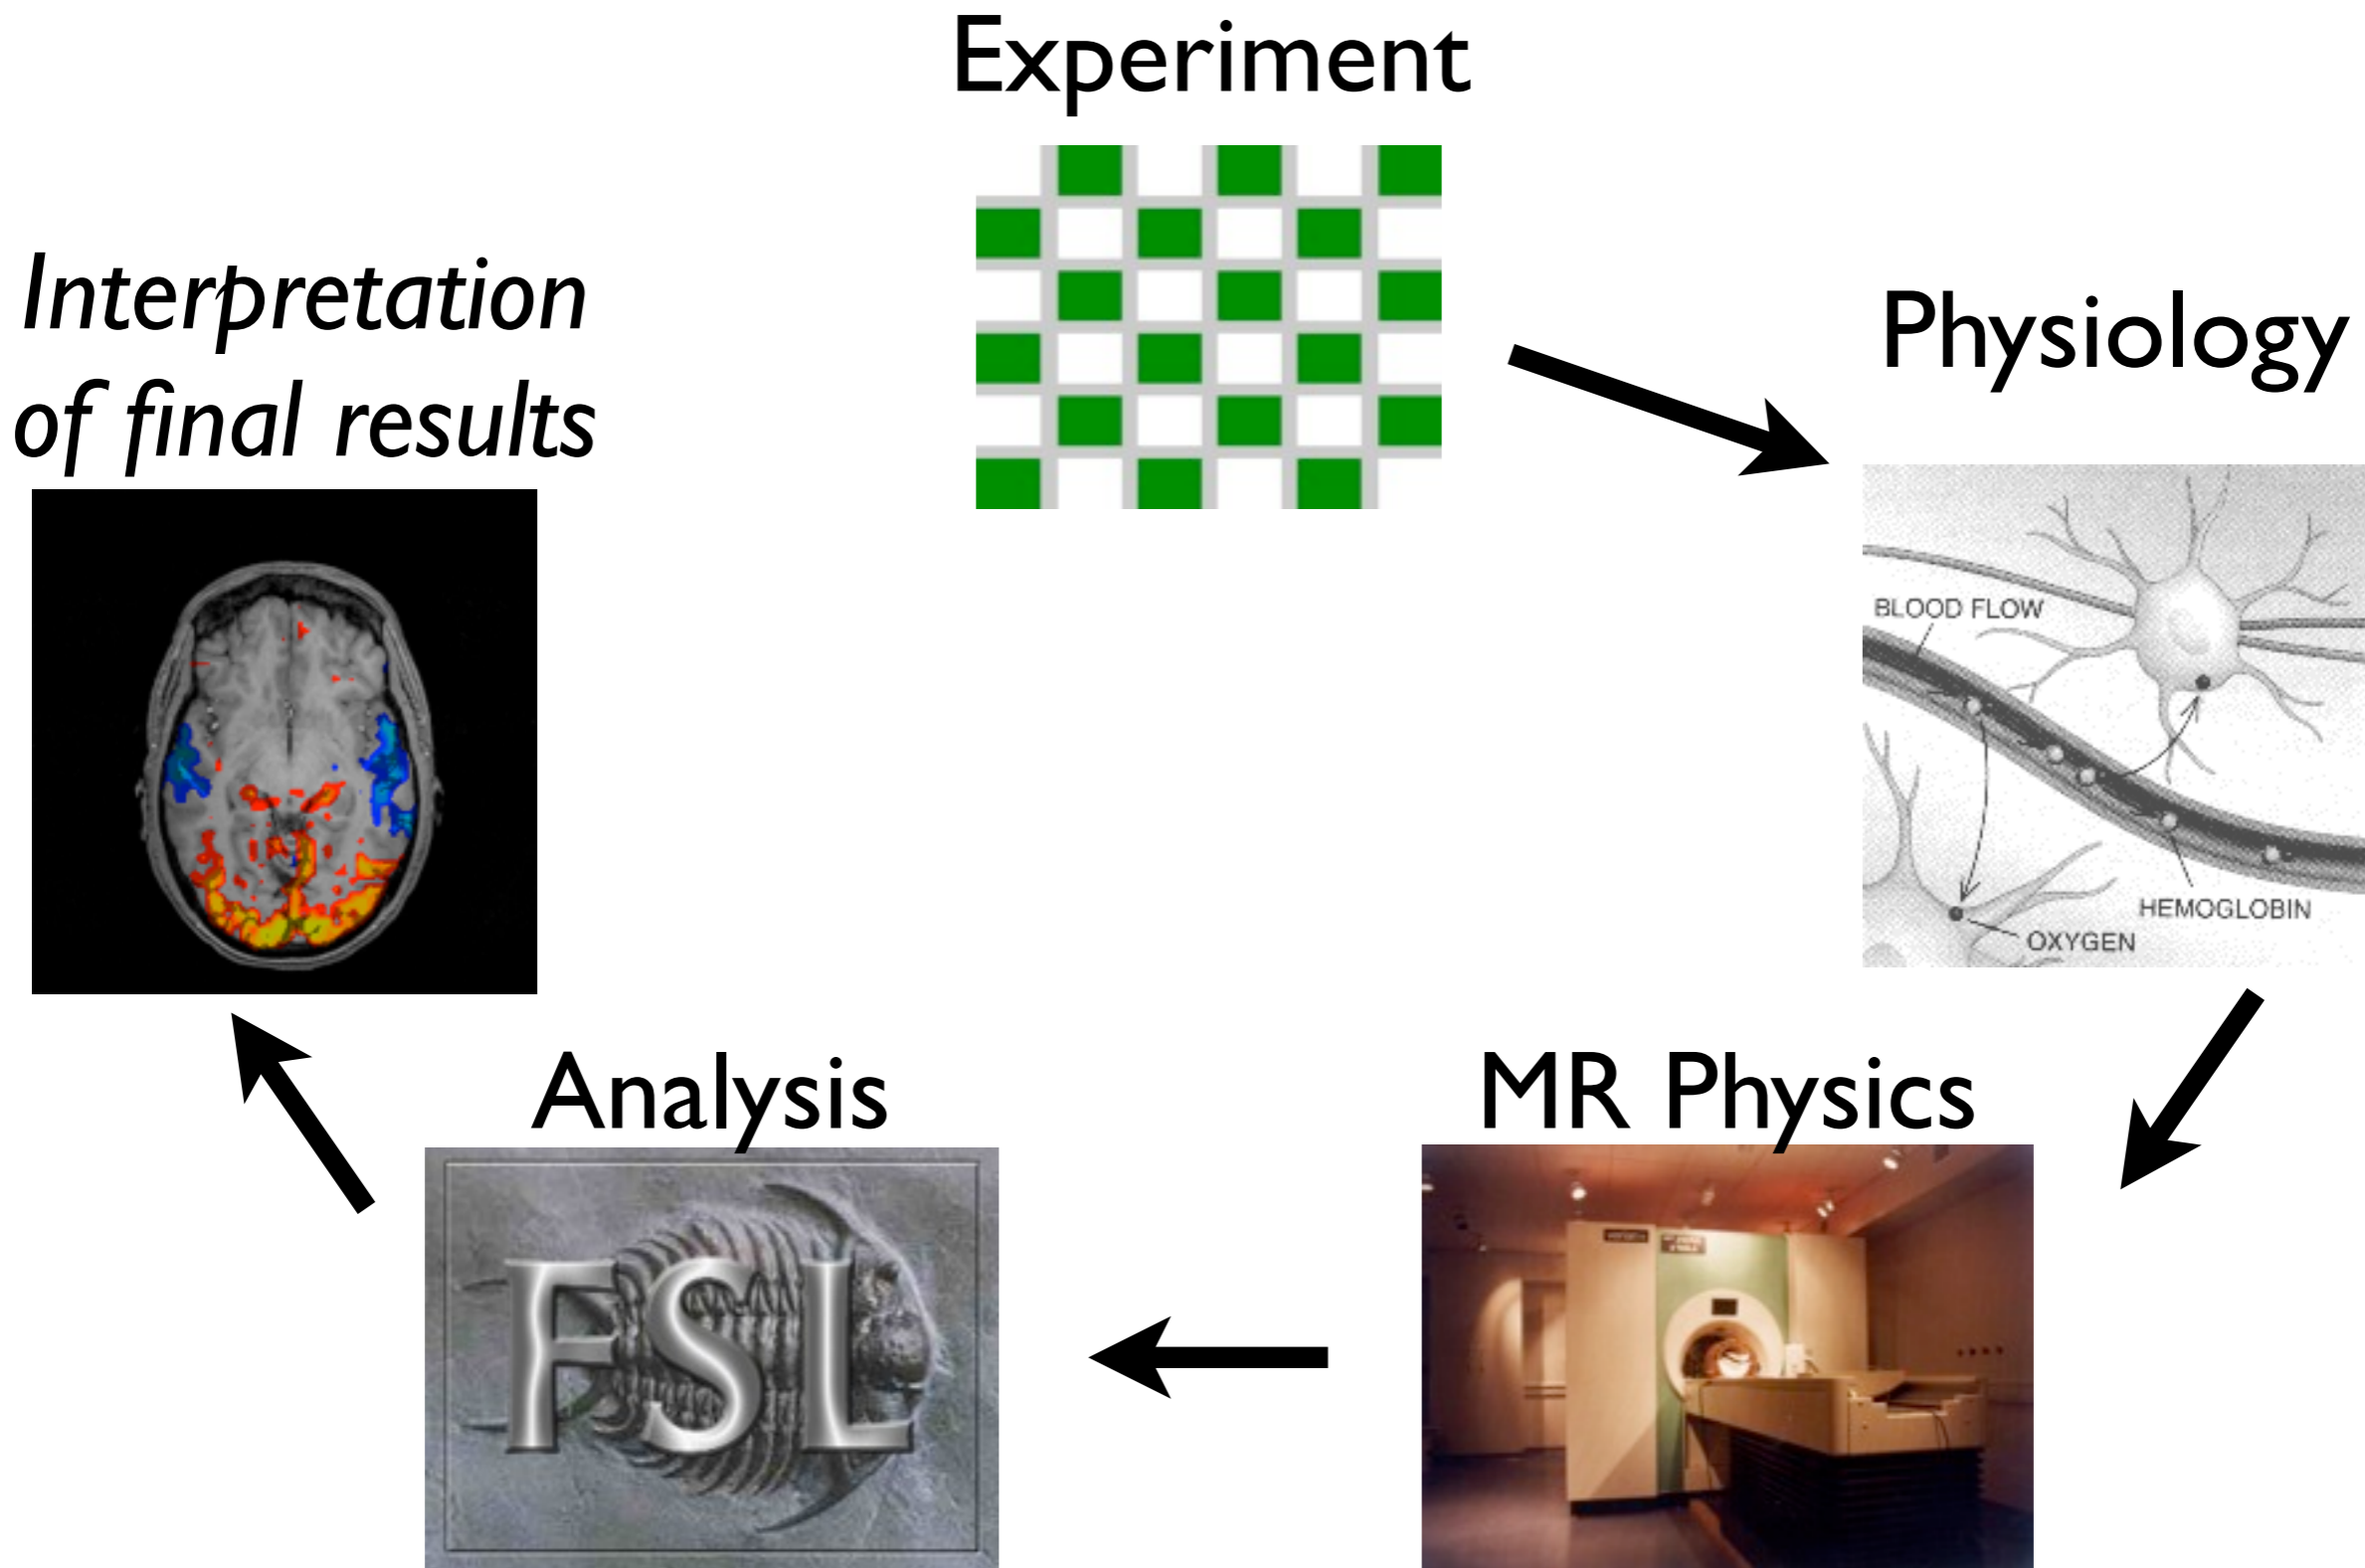 Experiment
Interpretation
of final results
Physiology
BLOOD FLOW
HEMOGLOBIN
OXYGEN
Analysis
MR Physics
FSL